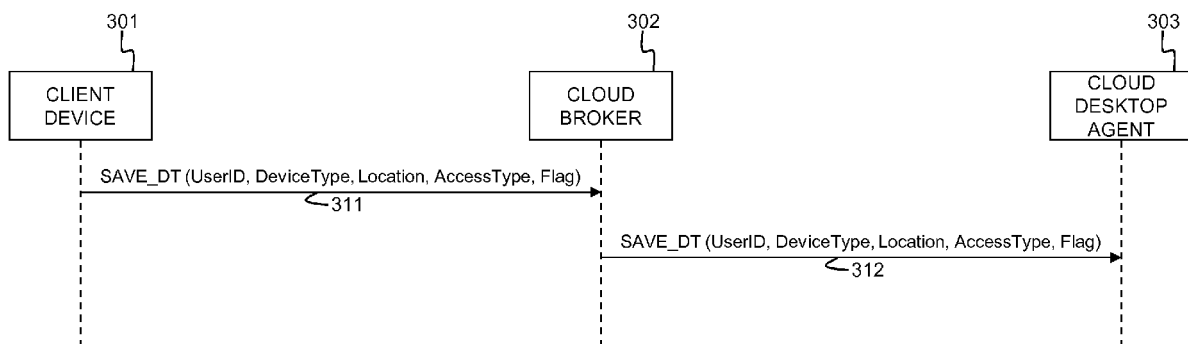 301
302
303
CLIENT
DEVICE
CLOUD
BROKER
CLOUD
DESKTOP
AGENT
SAVE_DT (UserID, DeviceType, Location, AccessType, Flag)
311
SAVE_DT (UserID, DeviceType, Location, AccessType, Flag)
312